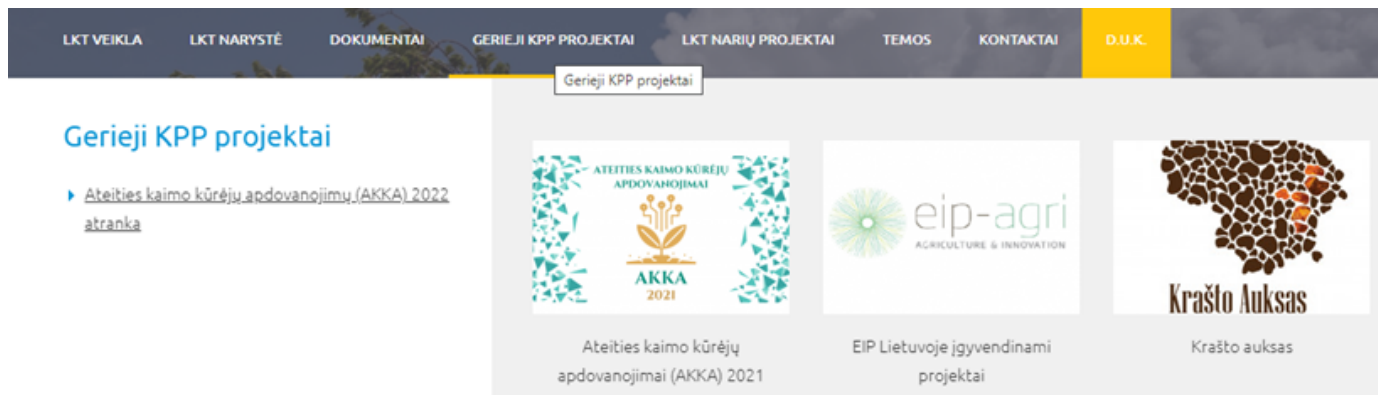 LKT VEIKLA LKT NARYSTĖ DOKUMENTAI GERIEJI KPP PROJEKTAI LKT NARIŲ PROJEKTAI TEMOS KONTAKTAI D.U.K.
Gerieji KPP projektai
Gerieji KPP projektai
Ateities kaimo kūrėjų apdovanojimų (AKKA) 2022
atranka
ATEITIES KAIMO KŪRĖJŲ
APDOVANOJIMAI
AKKA
2021
Ateities kaimo kūrėjų
apdovanojimai (AKKA) 2021
eip-agri
AGRICULTURE & INNOVATION
EIP Lietuvoje įgyvendinami
projektai
Krašto Auksas
Krašto auksas